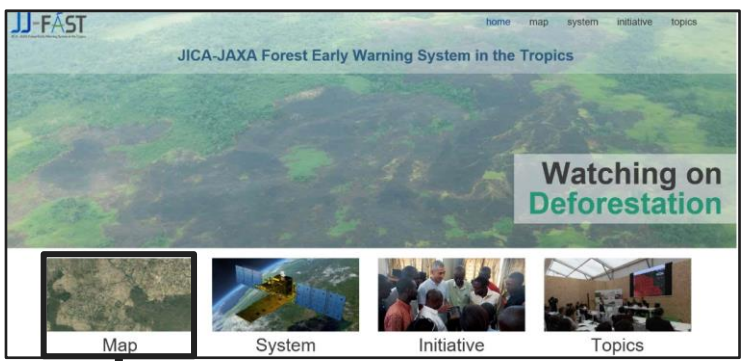 JJ-FAST
home map system initiative topics
JICA-JAXA Forest Early Warning System in the Tropics
Watching on
Deforestation
Map System Initiative Topics